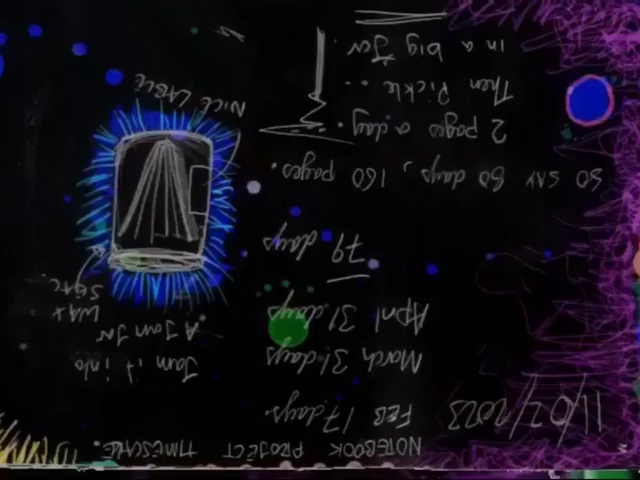 NOTEBOOK PROJECT TIMESCALE.
11/02/2023
FEB 17 days.
March 31 days
April 31 days
79 days
SO SAY 80 days, 160 pages.
2 pages a day.
Then Pickle ..
in a big Jar.
Jam it into
A Jam Jar
WAX
SEAL
NICE LABLE